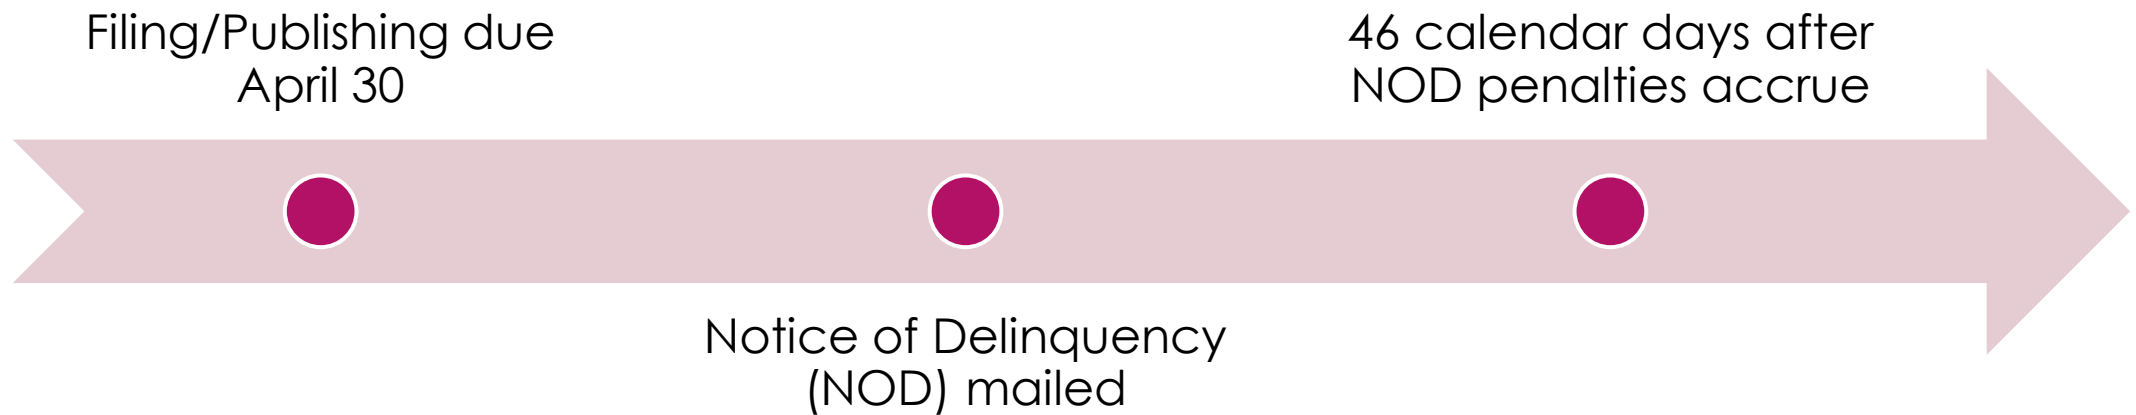 Filing/Publishing due
April 30
Notice of Delinquency
(NOD) mailed
46 calendar days after
NOD penalties accrue